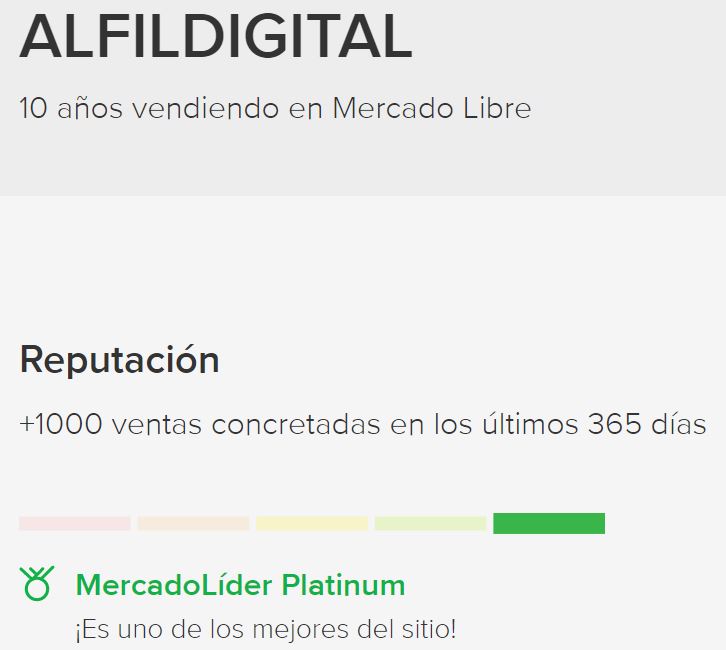 ALFILDIGITAL
10 años vendiendo en Mercado Libre
Reputación
+1000 ventas concretadas en los últimos 365 días
MercadoLíder Platinum
¡Es uno de los mejores del sitio!